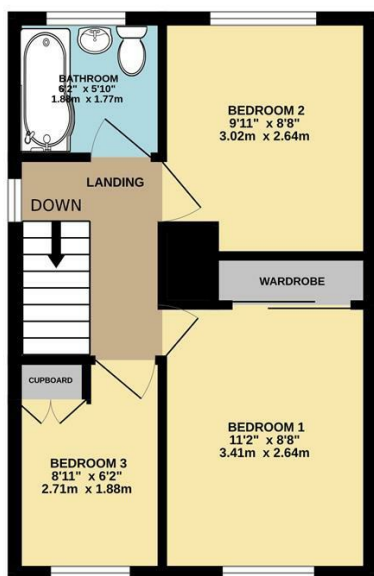 BATHROOM
6'2" x 5'10"
1.88m x 1.77m
BEDROOM 2
9'11" x 8'8"
3.02m x 2.64m
LANDING
DOWN
WARDROBE
CUPBOARD
BEDROOM 1
11'2" x 8'8"
3.41m x 2.64m
BEDROOM 3
8'11" x 6'2"
2.71m x 1.88m